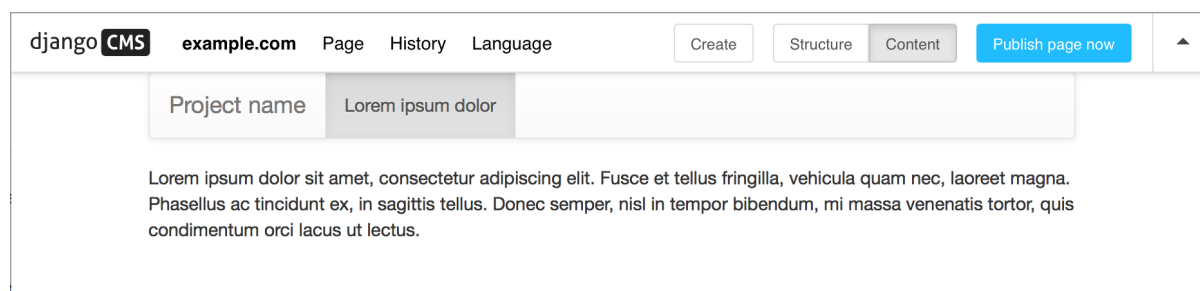 django CMS example.com Page History Language Create Structure Content Publish page now
Project name Lorem ipsum dolor
Lorem ipsum dolor sit amet, consectetur adipiscing elit. Fusce et tellus fringilla, vehicula quam nec, laoreet magna.
Phasellus ac tincidunt ex, in sagittis tellus. Donec semper, nisl in tempor bibendum, mi massa venenatis tortor, quis
condimentum orci lacus ut lectus.